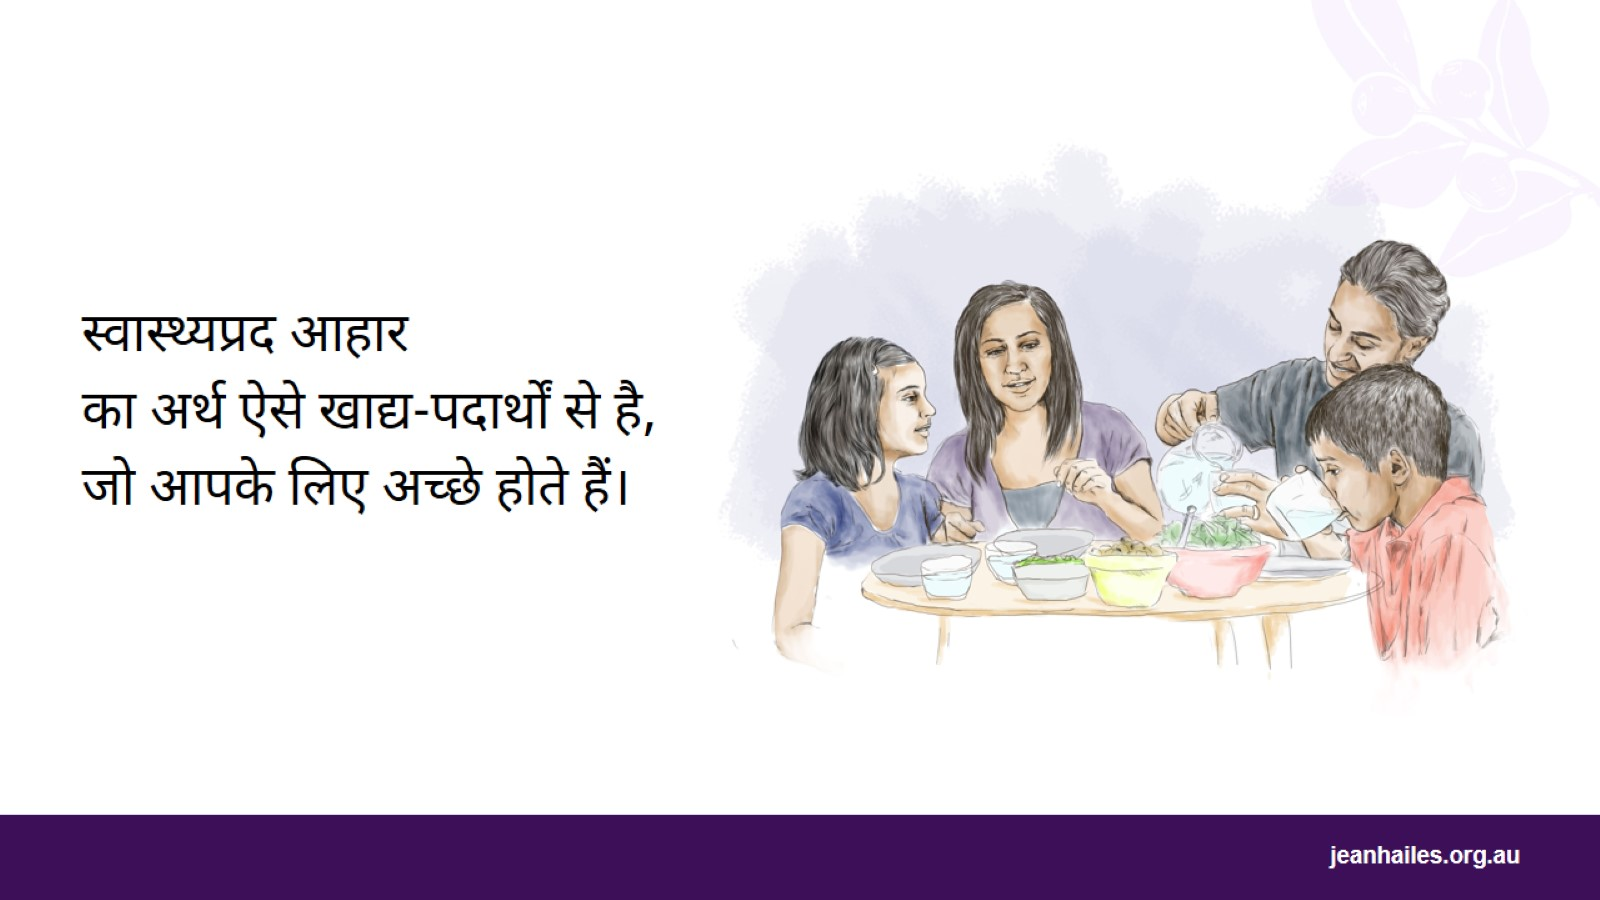 स्वास्थ्यप्रद आहार
का अर्थ ऐसे खाद्य-पदार्थों से है,
जो आपके लिए अच्छे होते हैं।
jeanhailes.org.au